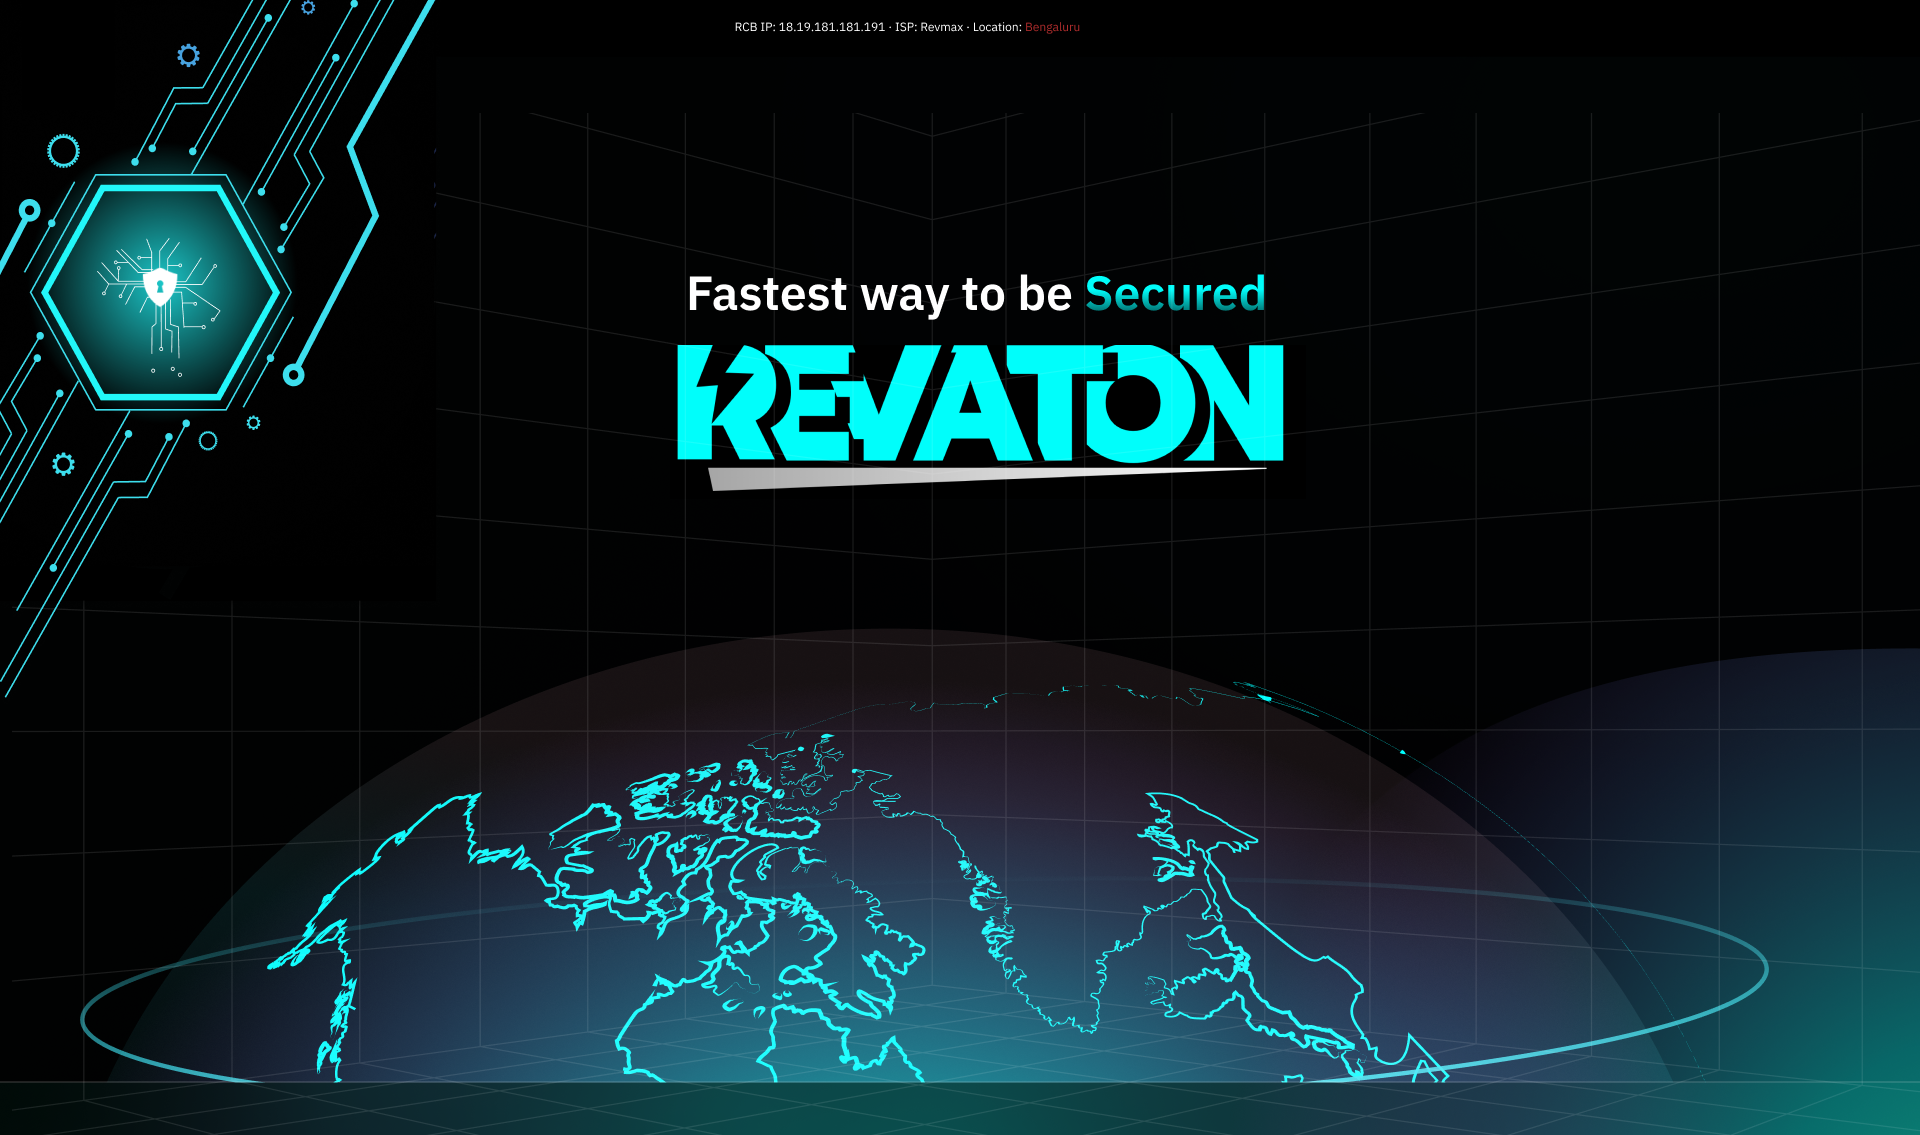 RCB IP: 18.19.181.181.191 · ISP: Revmax · Location: Bengaluru
Fastest way to be Secured
REVATON